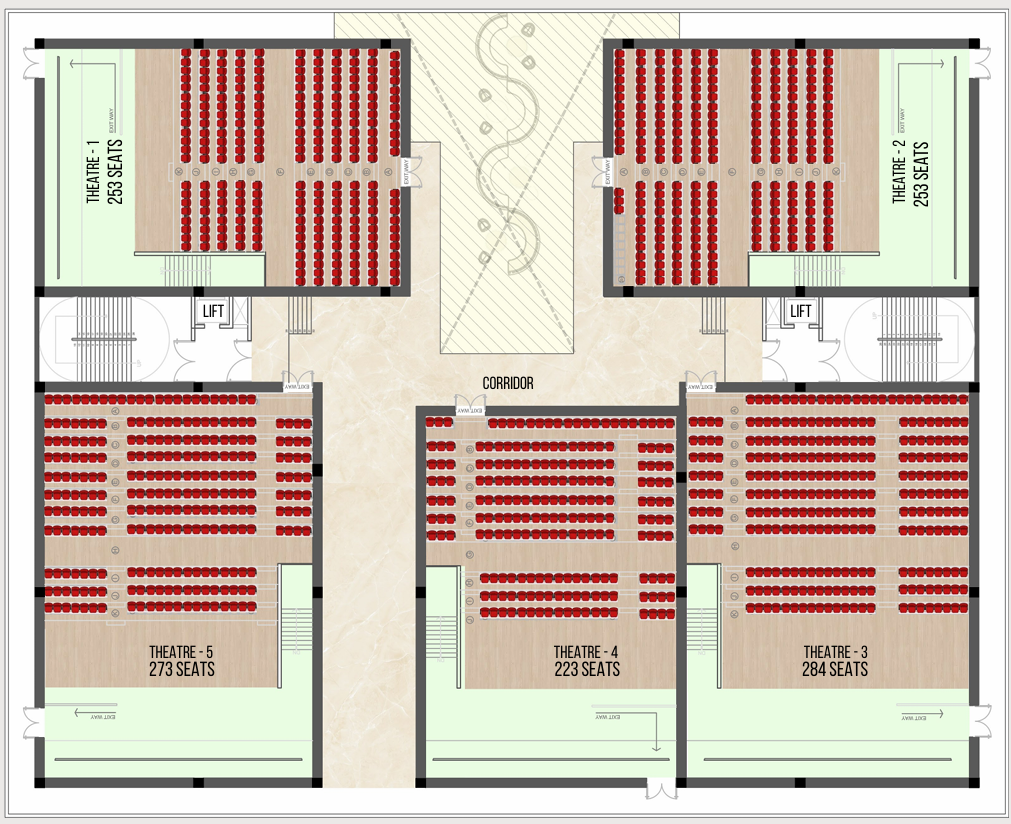 THEATRE - 1
253 SEATS
EXIT WAY
EXIT WAY
EXIT WAY
EXIT WAY
THEATRE - 2
253 SEATS
LIFT
LIFT
CORRIDOR
EXIT WAY
EXIT WAY
EXIT WAY
THEATRE - 5
273 SEATS
THEATRE - 4
223 SEATS
THEATRE - 3
284 SEATS
EXIT WAY
EXIT WAY
EXIT WAY